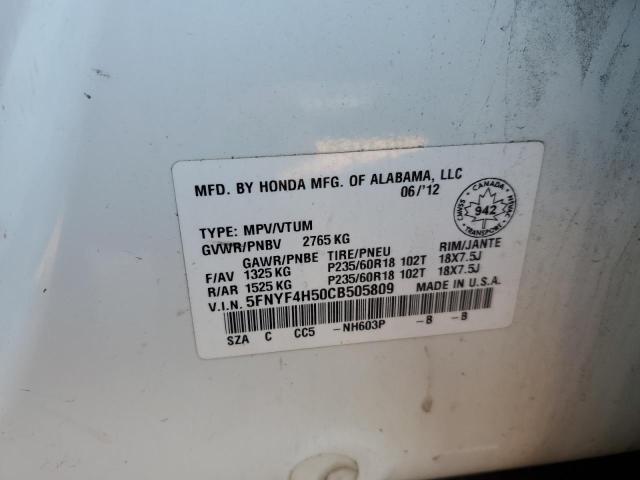 MFD. BY HONDA MFG. OF ALABAMA, LLC
06/'12
TYPE: MPV/VTUM
GVWR/PNBV 2765 KG
GAWR/PNBE TIRE/PNEU RIM/JANTE
F/AV 1325 KG P235/60R18 102T 18X7.5J
R/AR 1525 KG P235/60R18 102T 18X7.5J
V.I.N. 5FNYF4H50CB505809 MADE IN U.S.A.
SZA C CC5 -NH603P -B -B
CANADA
942
TRANSPORT